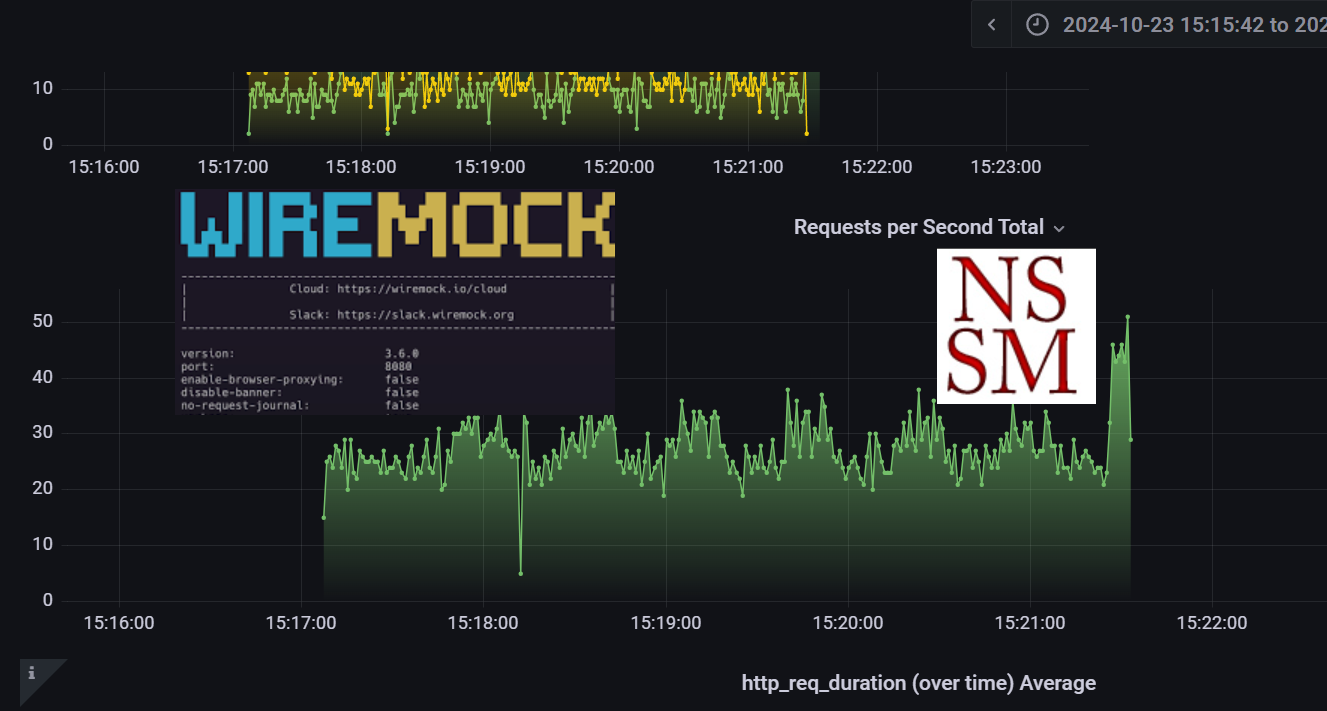 2024-10-23 15:15:42 to 202
10
0
15:16:00 15:17:00 15:18:00 15:19:00 15:20:00 15:21:00 15:22:00 15:23:00
WIREMOCK
| Cloud: https://wiremock.io/cloud |
| Slack: https://slack.wiremock.org |
version: 3.6.0
port: 8080
enable-browser-proxying: false
disable-banner: false
no-request-journal: false
Requests per Second Total
NS
SM
50
40
30
20
10
0
15:16:00 15:17:00 15:18:00 15:19:00 15:20:00 15:21:00 15:22:00
i
http_req_duration (over time) Average